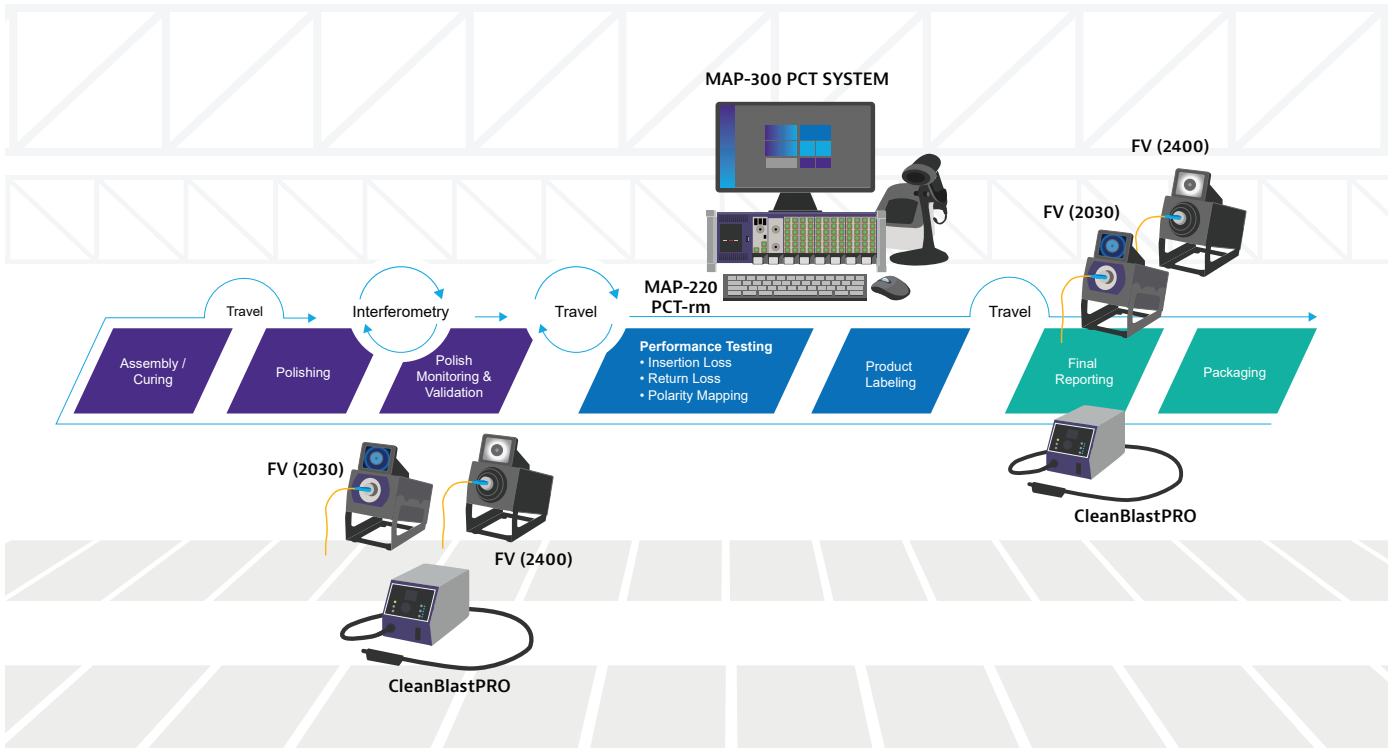 MAP-300 PCT SYSTEM
FV (2400)
FV (2030)
MAP-220
PCT-rm
Travel
Interferometry
Travel
Travel
Assembly /
Curing
Polishing
Polish
Monitoring &
Validation
Performance Testing
• Insertion Loss
• Return Loss
• Polarity Mapping
Product
Labeling
Final
Reporting
Packaging
FV (2030)
FV (2400)
CleanBlastPRO
CleanBlastPRO